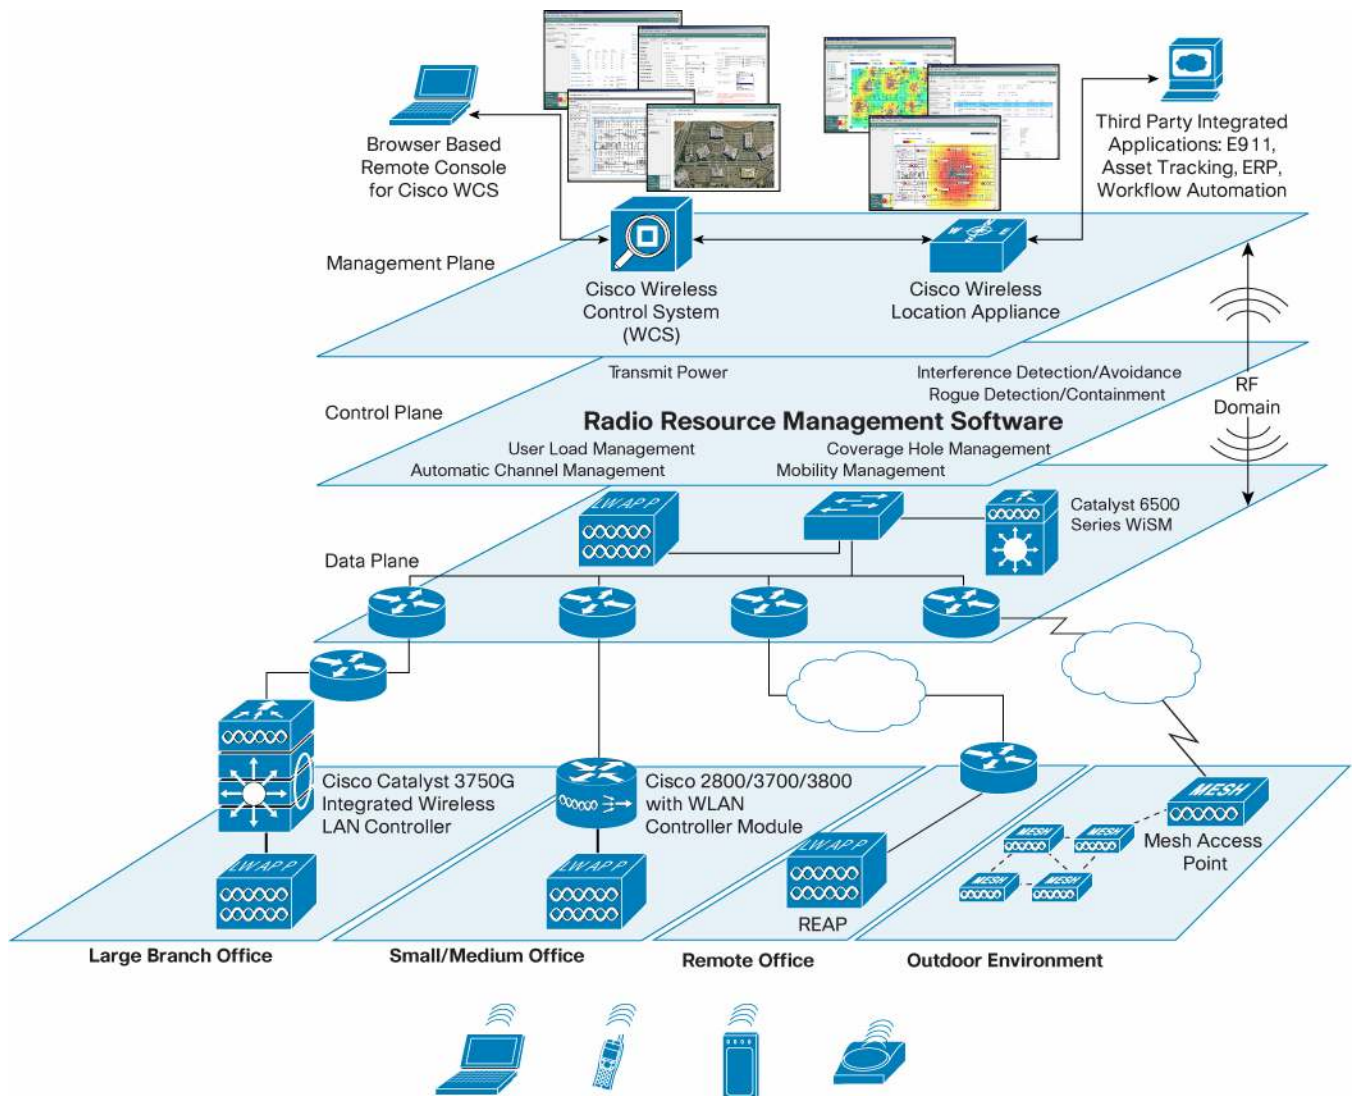 Browser Based
Remote Console
for Cisco WCS
Third Party Integrated
Applications: E911,
Asset Tracking, ERP,
Workflow Automation
Management Plane
Cisco Wireless
Control System
(WCS)
Cisco Wireless
Location Appliance
Transmit Power
Interference Detection/Avoidance
Rogue Detection/Containment
RF
Domain
Control Plane
Radio Resource Management Software
User Load Management
Coverage Hole Management
Automatic Channel Management
Mobility Management
LWAPP
Catalyst 6500
Series WiSM
Data Plane
Cisco Catalyst 3750G
Integrated Wireless
LAN Controller
Cisco 2800/3700/3800
with WLAN
Controller Module
MESH
Mesh Access
Point
MESH
MESH
MESH
MESH
LWAPP
LWAPP
LWAPP
REAP
Large Branch Office
Small/Medium Office
Remote Office
Outdoor Environment